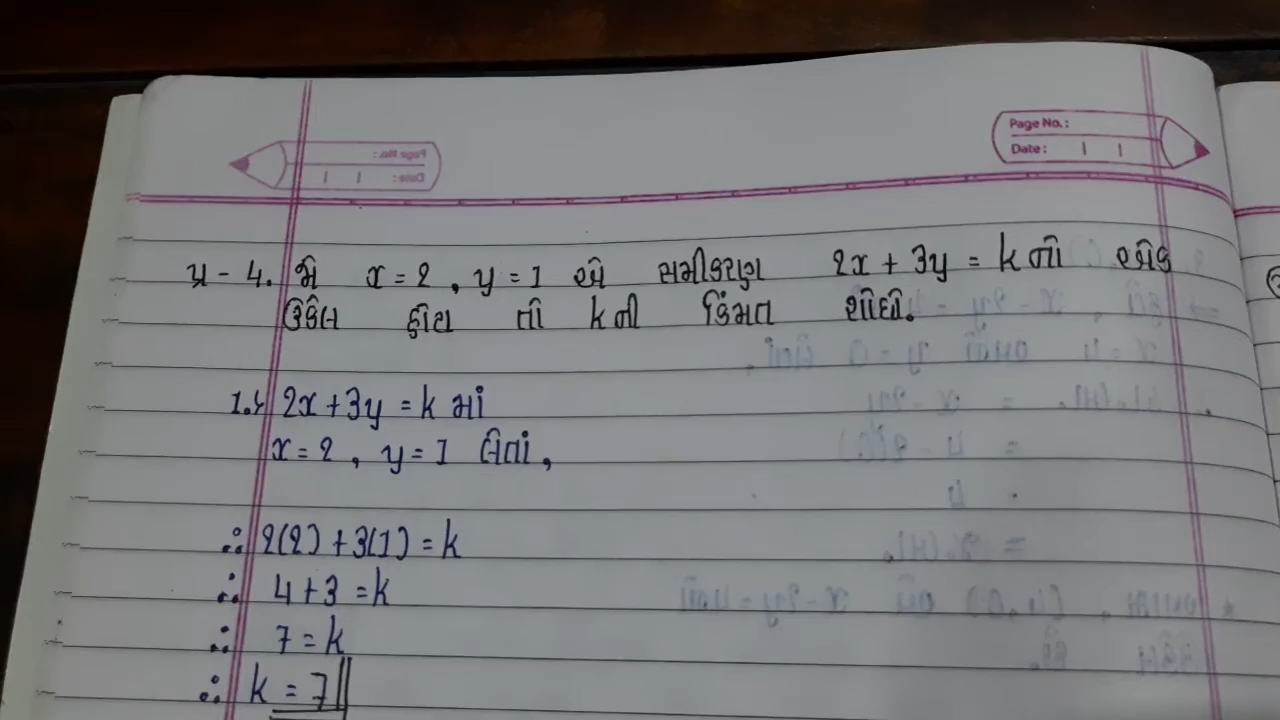 Page No.:
Date:
પ્ર - 4. જો x = 2 , y = 1 એ સમીકરણ 2x + 3y = k નો એક
ઉકેલ હોય તો k ની કિંમત શોધો.
2x + 3y = k માં
x = 2 , y = 1 લેતાં ,
∴ 2(2) + 3(1) = k
∴ 4 + 3 = k
∴ 7 = k
∴ k = 7